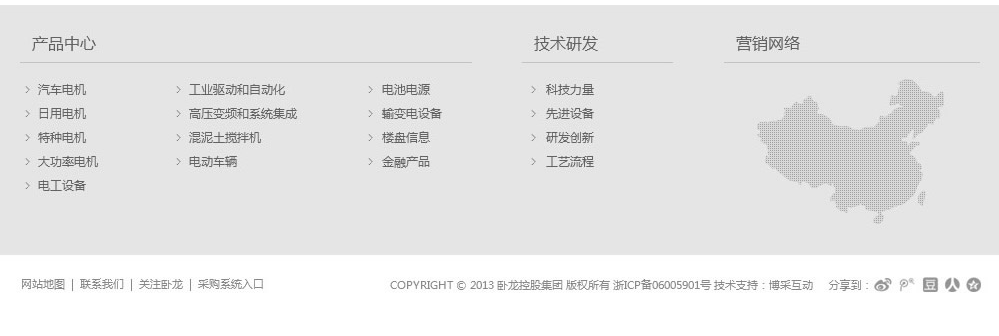 产品中心
汽车电机
日用电机
特种电机
大功率电机
电工设备
工业驱动和自动化
高压变频和系统集成
混泥土搅拌机
电动车辆
电池电源
输变电设备
楼盘信息
金融产品
技术研发
科技力量
先进设备
研发创新
工艺流程
营销网络
网站地图 | 联系我们 | 关注卧龙 | 采购系统入口
COPYRIGHT © 2013 卧龙控股集团 版权所有 浙ICP备06005901号 技术支持：博采互动 分享到：